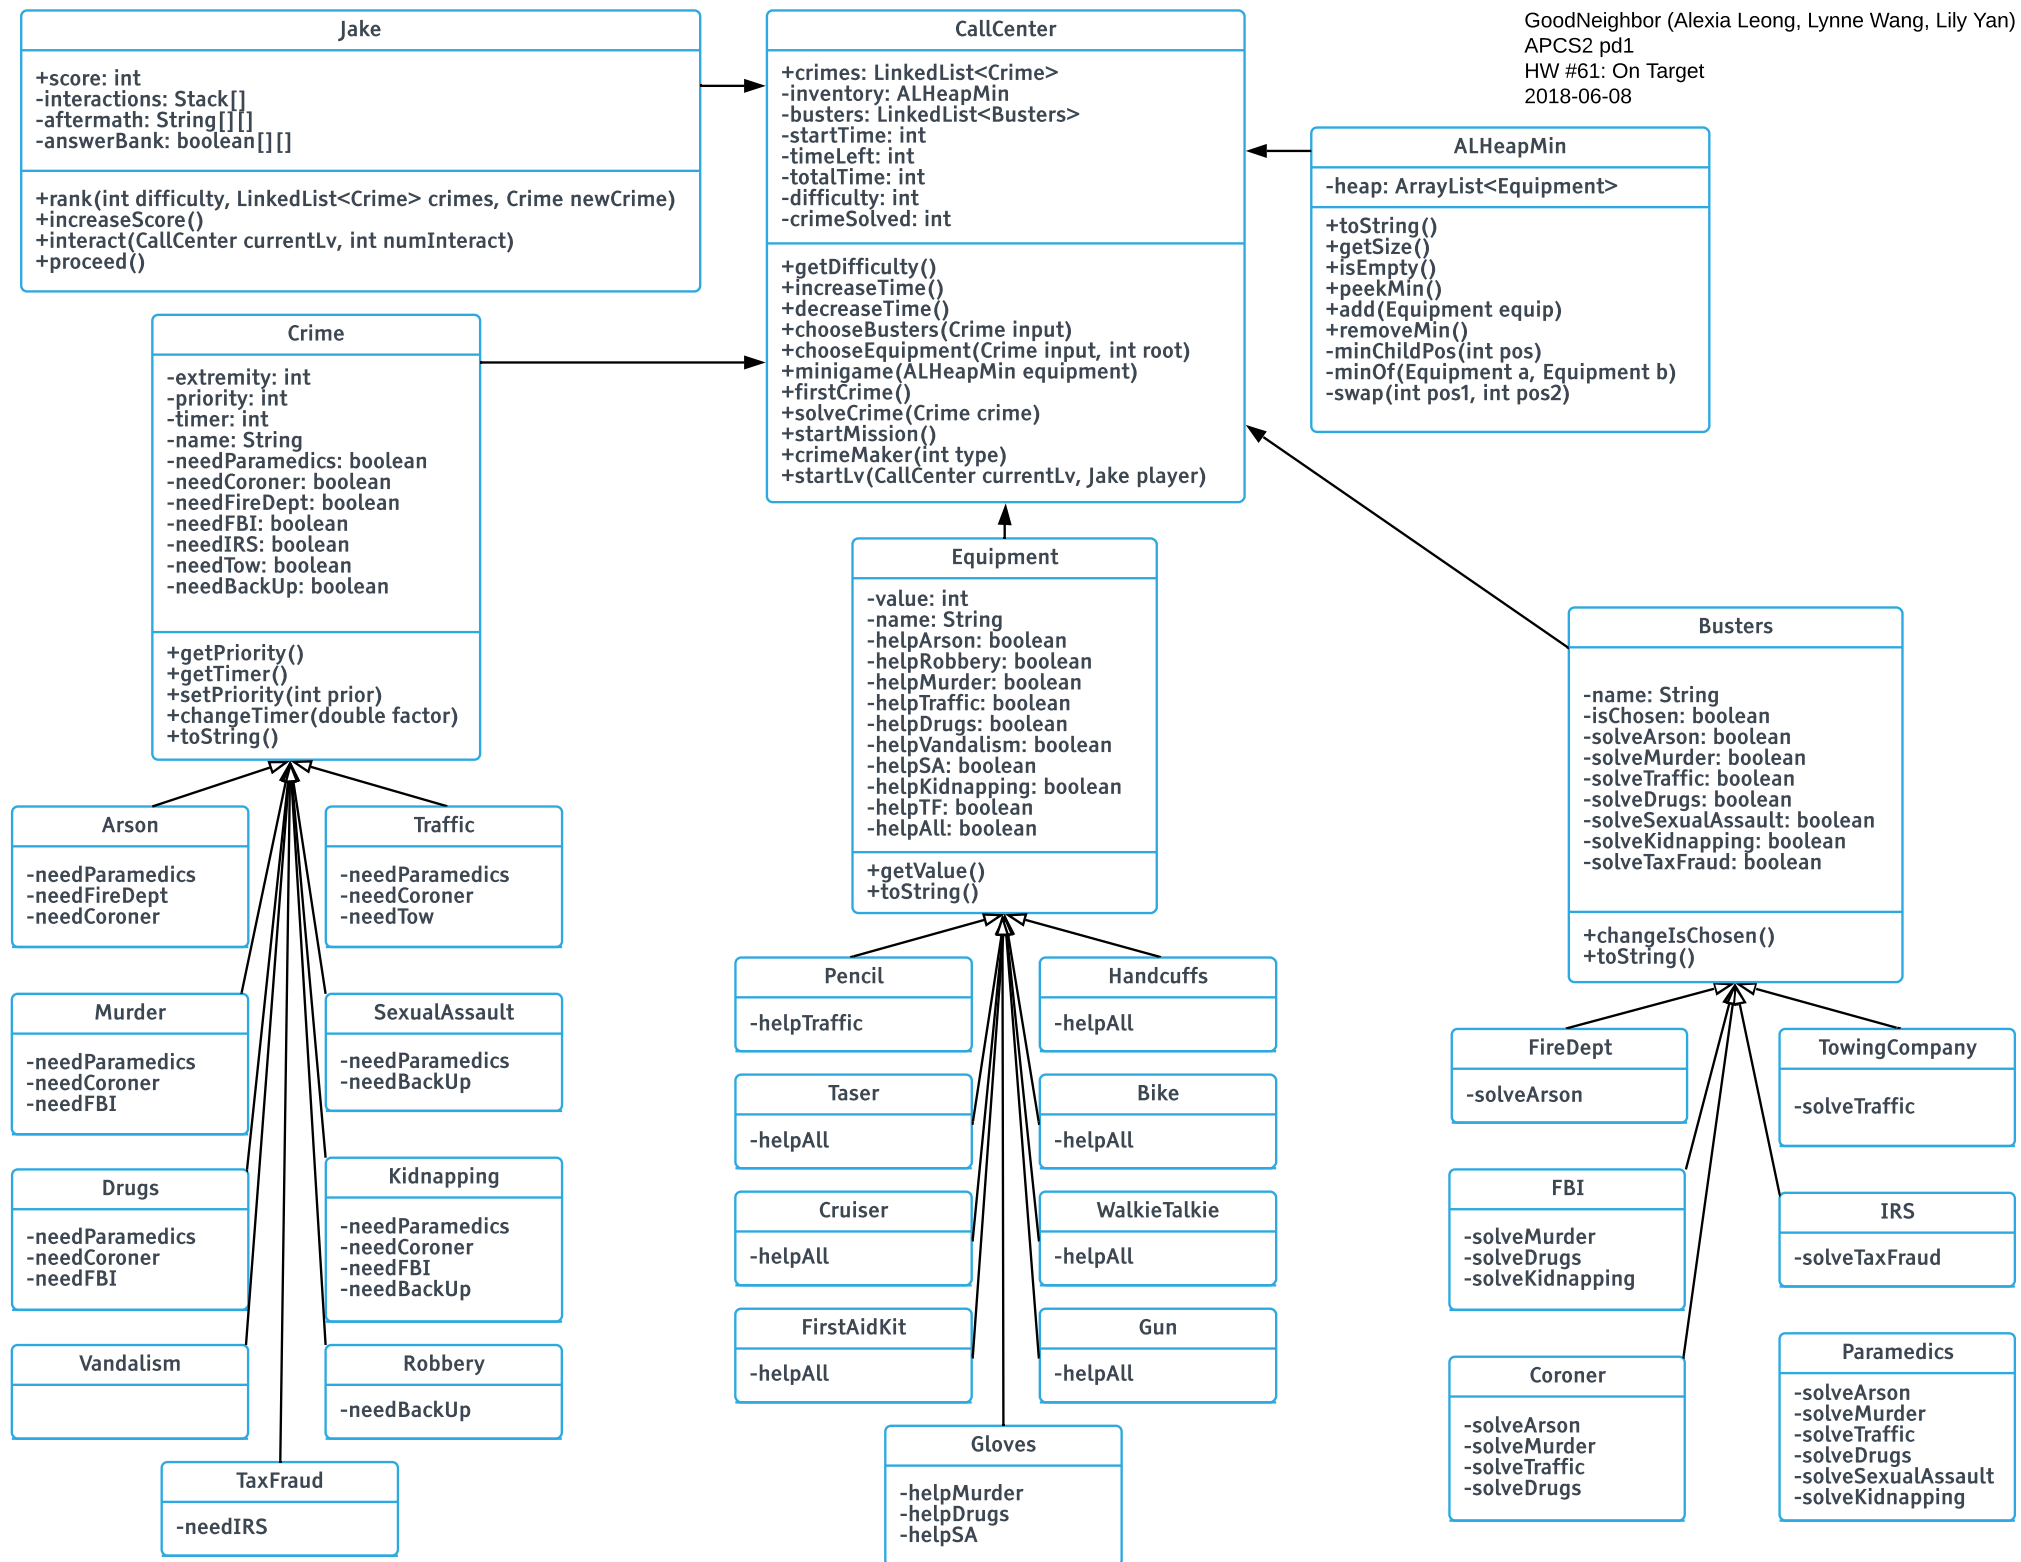 GoodNeighbor (Alexia Leong, Lynne Wang, Lily Yan)
APCS2 pd1
HW #61: On Target
2018-06-08
Jake
+score: int
-interactions: Stack[]
-aftermath: String[][]
-answerBank: boolean[][]
+rank(int difficulty, LinkedList<Crime> crimes, Crime newCrime)
+increaseScore()
+interact(CallCenter currentLv, int numInteract)
+proceed()
CallCenter
+crimes: LinkedList<Crime>
-inventory: ALHeapMin
-busters: LinkedList<Busters>
-startTime: int
-timeLeft: int
-totalTime: int
-difficulty: int
-crimeSolved: int
+getDifficulty()
+increaseTime()
+decreaseTime()
+chooseBusters(Crime input)
+chooseEquipment(Crime input, int root)
+minigame(ALHeapMin equipment)
+firstCrime()
+solveCrime(Crime crime)
+startMission()
+crimeMaker(int type)
+startLv(CallCenter currentLv, Jake player)
ALHeapMin
-heap: ArrayList<Equipment>
+toString()
+getSize()
+isEmpty()
+peekMin()
+add(Equipment equip)
+removeMin()
-minChildPos(int pos)
-minOf(Equipment a, Equipment b)
-swap(int pos1, int pos2)
Crime
-extremity: int
-priority: int
-timer: int
-name: String
-needParamedics: boolean
-needCoroner: boolean
-needFireDept: boolean
-needFBI: boolean
-needIRS: boolean
-needTow: boolean
-needBackUp: boolean
+getPriority()
+getTimer()
+setPriority(int prior)
+changeTimer(double factor)
+toString()
Equipment
-value: int
-name: String
-helpArson: boolean
-helpRobbery: boolean
-helpMurder: boolean
-helpTraffic: boolean
-helpDrugs: boolean
-helpVandalism: boolean
-helpSA: boolean
-helpKidnapping: boolean
-helpTF: boolean
-helpAll: boolean
+getValue()
+toString()
Busters
-name: String
-isChosen: boolean
-solveArson: boolean
-solveMurder: boolean
-solveTraffic: boolean
-solveDrugs: boolean
-solveSexualAssault: boolean
-solveKidnapping: boolean
-solveTaxFraud: boolean
+changeIsChosen()
+toString()
Arson
-needParamedics
-needFireDept
-needCoroner
Traffic
-needParamedics
-needCoroner
-needTow
Murder
-needParamedics
-needCoroner
-needFBI
SexualAssault
-needParamedics
-needBackUp
Drugs
-needParamedics
-needCoroner
-needFBI
Kidnapping
-needParamedics
-needCoroner
-needFBI
-needBackUp
Vandalism
Robbery
-needBackUp
TaxFraud
-needIRS
Pencil
-helpTraffic
Handcuffs
-helpAll
Taser
-helpAll
Bike
-helpAll
Cruiser
-helpAll
WalkieTalkie
-helpAll
FirstAidKit
-helpAll
Gun
-helpAll
Gloves
-helpMurder
-helpDrugs
-helpSA
FireDept
-solveArson
TowingCompany
-solveTraffic
FBI
-solveMurder
-solveDrugs
-solveKidnapping
IRS
-solveTaxFraud
Coroner
-solveArson
-solveMurder
-solveTraffic
-solveDrugs
Paramedics
-solveArson
-solveMurder
-solveTraffic
-solveDrugs
-solveSexualAssault
-solveKidnapping